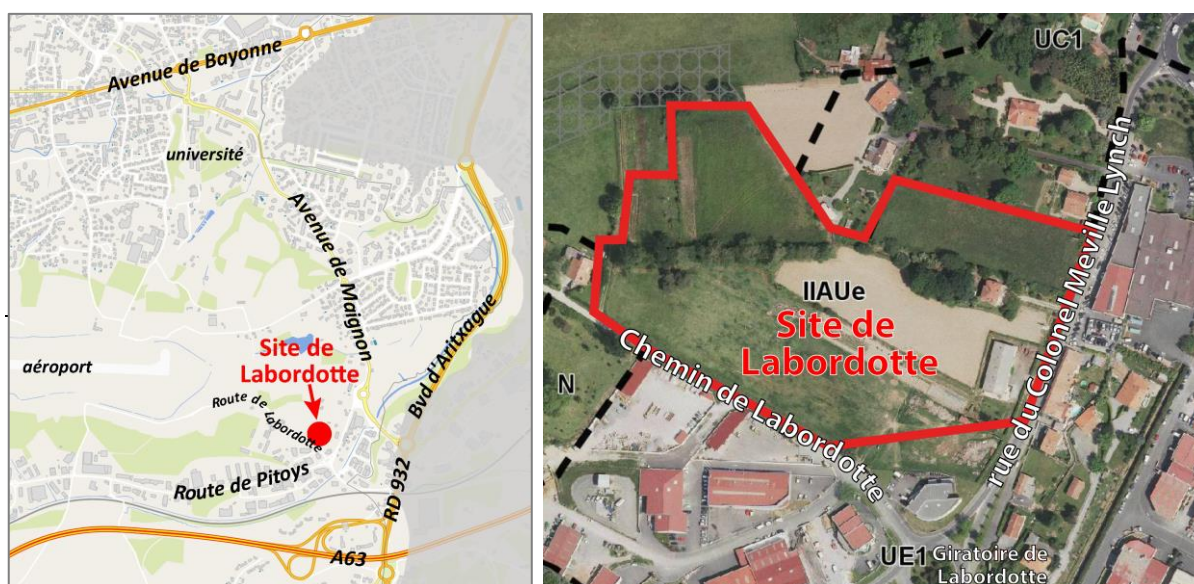 Avenue de Bayonne
université
Avenue de Maignon
Bvd d'Aritxague
aéroport
Site de
Labordotte
Route de
Labordotte
Route de Pitoys
RD 932
A63
UC1
rue du Colonel Meville Lynch
IIAUe
Site de
Labordotte
Chemin de Labordotte
N
UE1
Giratoire de
Labordotte